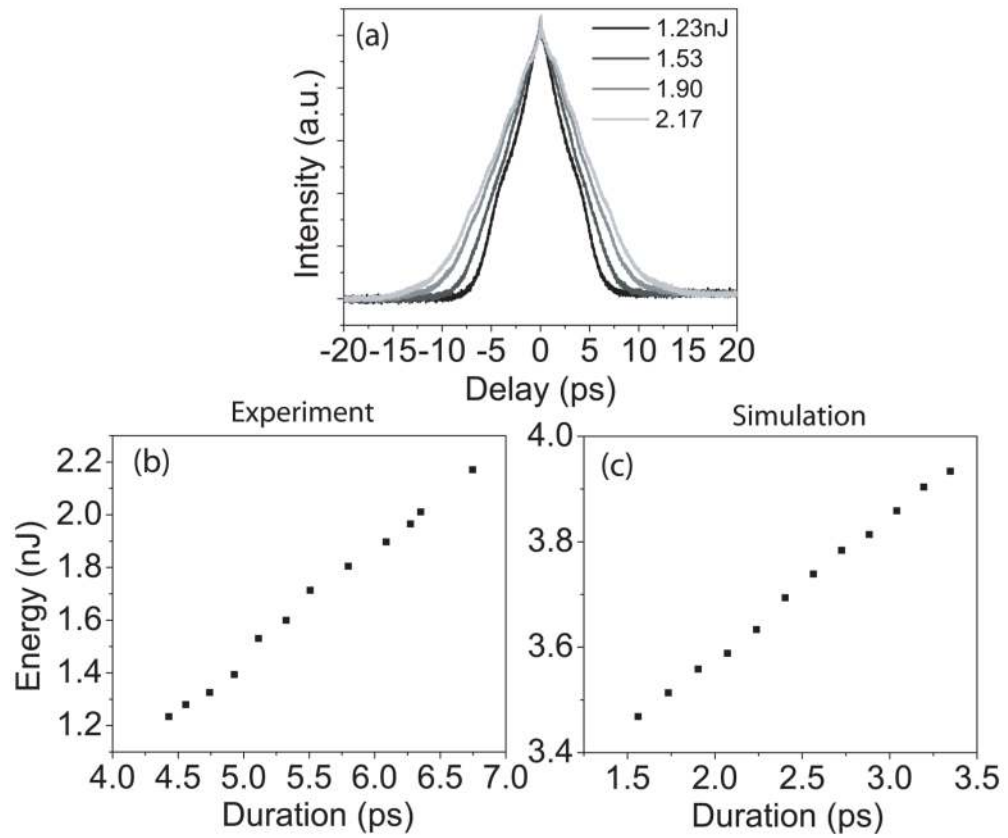 (a)
1.23nJ
1.53
1.90
2.17
Intensity (a.u.)
-20 -15 -10 -5 0 5 10 15 20
Delay (ps)
Experiment
(b)
2.2
2.0
1.8
1.6
1.4
1.2
Energy (nJ)
4.0 4.5 5.0 5.5 6.0 6.5 7.0
Duration (ps)
Simulation
(c)
4.0
3.8
3.6
3.4
1.5 2.0 2.5 3.0 3.5
Duration (ps)